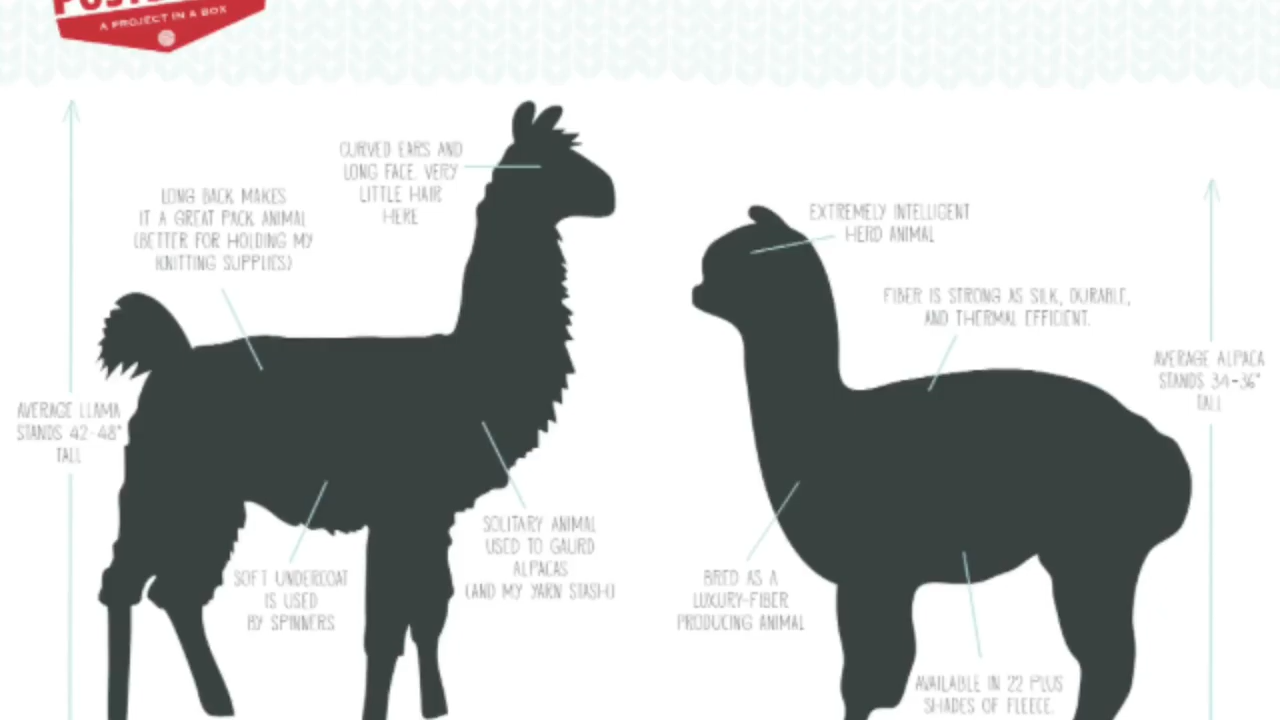 A PROJECT IN A BOX
CURVED EARS AND
LONG FACE. VERY
LITTLE HAIR
HERE
LONG BACK MAKES
IT A GREAT PACK ANIMAL
(BETTER FOR HOLDING MY
KNITTING SUPPLIES)
AVERAGE LLAMA
STANDS 42-48"
TALL
SOFT UNDERCOAT
IS USED
BY SPINNERS
SOLITARY ANIMAL
USED TO GAURD
ALPACAS
(AND MY YARN STASH)
EXTREMELY INTELLIGENT
HERD ANIMAL
FIBER IS STRONG AS SILK, DURABLE,
AND THERMAL EFFICIENT.
AVERAGE ALPACA
STANDS 34-36"
TALL
BRED AS A
LUXURY-FIBER
PRODUCING ANIMAL
AVAILABLE IN 22 PLUS
SHADES OF FLEECE.